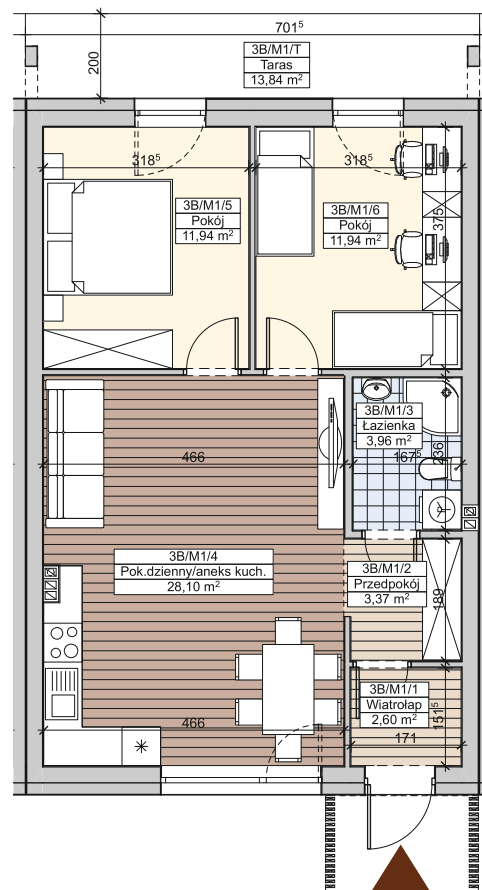 701⁵
200
3B/M1/T
Taras
13,84 m²
318⁵
318⁵
3B/M1/5
Pokój
11,94 m²
3B/M1/6
Pokój
11,94 m²
375
3B/M1/3
Łazienka
3,96 m²
236
466
167⁵
3B/M1/4
Pok.dzienny/aneks kuch.
28,10 m²
3B/M1/2
Przedpokój
3,37 m²
189
3B/M1/1
Wiatrołap
2,60 m²
151⁵
466
171